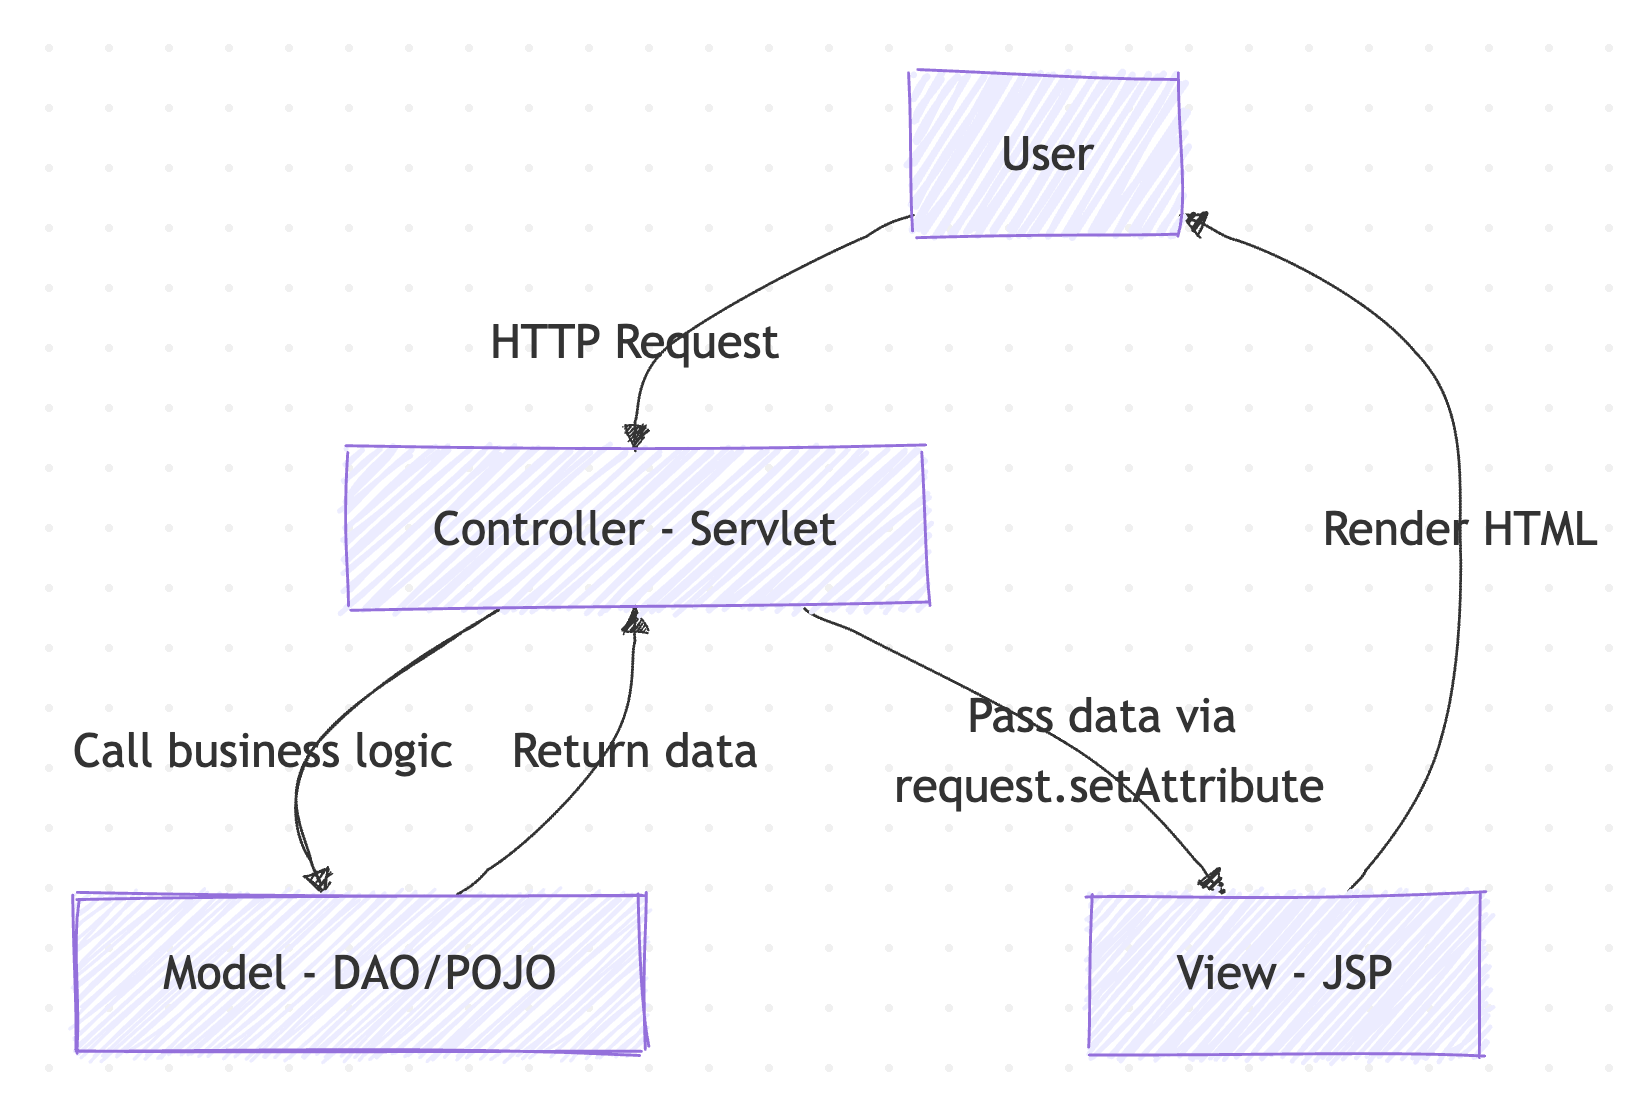 User
HTTP Request
Controller - Servlet
Render HTML
Call business logic
Return data
Pass data via
request.setAttribute
Model - DAO/POJO
View - JSP